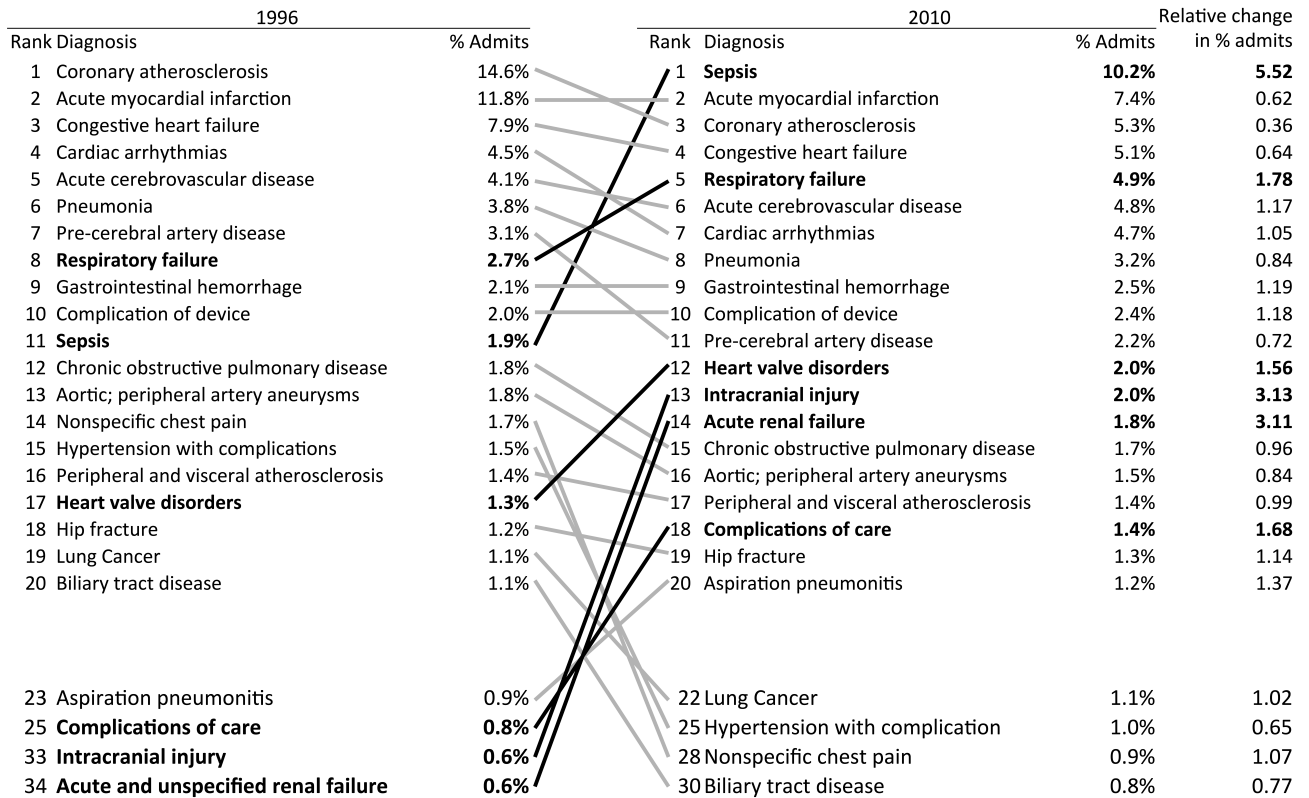 1996 2010 Relative change
Rank Diagnosis % Admits Rank Diagnosis % Admits in % admits
1 Coronary atherosclerosis 14.6% 1 Sepsis 10.2% 5.52
2 Acute myocardial infarction 11.8% 2 Acute myocardial infarction 7.4% 0.62
3 Congestive heart failure 7.9% 3 Coronary atherosclerosis 5.3% 0.36
4 Cardiac arrhythmias 4.5% 4 Congestive heart failure 5.1% 0.64
5 Acute cerebrovascular disease 4.1% 5 Respiratory failure 4.9% 1.78
6 Pneumonia 3.8% 6 Acute cerebrovascular disease 4.8% 1.17
7 Pre-cerebral artery disease 3.1% 7 Cardiac arrhythmias 4.7% 1.05
8 Respiratory failure 2.7% 8 Pneumonia 3.2% 0.84
9 Gastrointestinal hemorrhage 2.1% 9 Gastrointestinal hemorrhage 2.5% 1.19
10 Complication of device 2.0% 10 Complication of device 2.4% 1.18
11 Sepsis 1.9% 11 Pre-cerebral artery disease 2.2% 0.72
12 Chronic obstructive pulmonary disease 1.8% 12 Heart valve disorders 2.0% 1.56
13 Aortic; peripheral artery aneurysms 1.8% 13 Intracranial injury 2.0% 3.13
14 Nonspecific chest pain 1.7% 14 Acute renal failure 1.8% 3.11
15 Hypertension with complications 1.5% 15 Chronic obstructive pulmonary disease 1.7% 0.96
16 Peripheral and visceral atherosclerosis 1.4% 16 Aortic; peripheral artery aneurysms 1.5% 0.84
17 Heart valve disorders 1.3% 17 Peripheral and visceral atherosclerosis 1.4% 0.99
18 Hip fracture 1.2% 18 Complications of care 1.4% 1.68
19 Lung Cancer 1.1% 19 Hip fracture 1.3% 1.14
20 Biliary tract disease 1.1% 20 Aspiration pneumonitis 1.2% 1.37
23 Aspiration pneumonitis 0.9% 22 Lung Cancer 1.1% 1.02
25 Complications of care 0.8% 25 Hypertension with complication 1.0% 0.65
33 Intracranial injury 0.6% 28 Nonspecific chest pain 0.9% 1.07
34 Acute and unspecified renal failure 0.6% 30 Biliary tract disease 0.8% 0.77